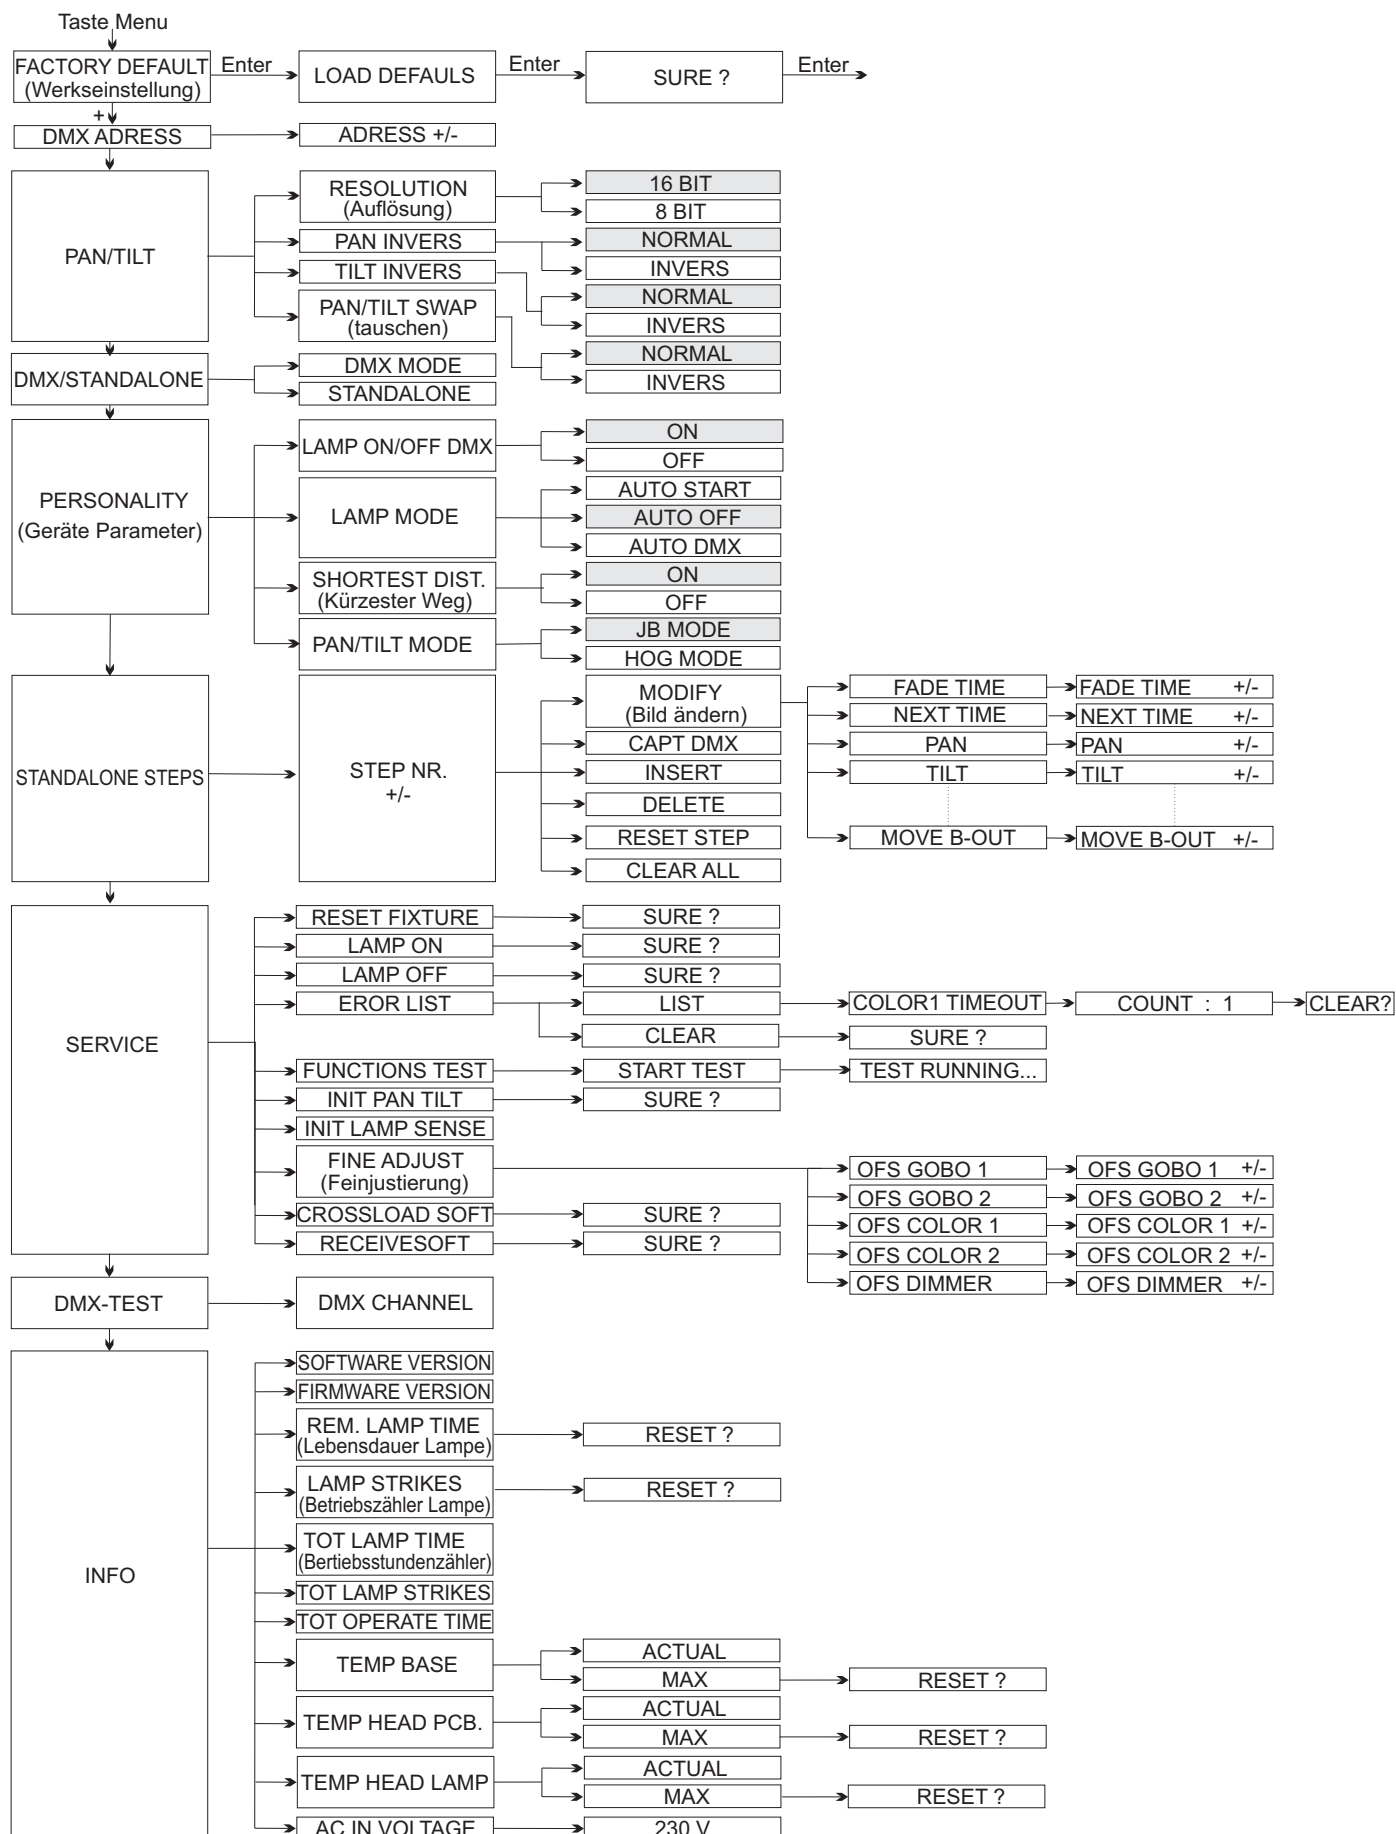 Taste Menu
FACTORY DEFAULT
(Werkseinstellung)
Enter
LOAD DEFAULS
Enter
SURE ?
Enter
+
DMX ADRESS
ADRESS +/-
PAN/TILT
RESOLUTION
(Auflösung)
16 BIT
8 BIT
PAN INVERS
NORMAL
INVERS
TILT INVERS
NORMAL
INVERS
PAN/TILT SWAP
(tauschen)
NORMAL
INVERS
DMX/STANDALONE
DMX MODE
STANDALONE
PERSONALITY
(Geräte Parameter)
LAMP ON/OFF DMX
ON
OFF
LAMP MODE
AUTO START
AUTO OFF
AUTO DMX
SHORTEST DIST.
(Kürzester Weg)
ON
OFF
PAN/TILT MODE
JB MODE
HOG MODE
STANDALONE STEPS
STEP NR.
+/-
MODIFY
(Bild ändern)
FADE TIME
FADE TIME +/-
NEXT TIME
NEXT TIME +/-
PAN
PAN +/-
TILT
TILT +/-
MOVE B-OUT
MOVE B-OUT +/-
CAPT DMX
INSERT
DELETE
RESET STEP
CLEAR ALL
SERVICE
RESET FIXTURE
SURE ?
LAMP ON
SURE ?
LAMP OFF
SURE ?
EROR LIST
LIST
COLOR1 TIMEOUT
COUNT : 1
CLEAR?
CLEAR
SURE ?
FUNCTIONS TEST
START TEST
TEST RUNNING...
INIT PAN TILT
SURE ?
INIT LAMP SENSE
FINE ADJUST
(Feinjustierung)
OFS GOBO 1
OFS GOBO 1 +/-
OFS GOBO 2
OFS GOBO 2 +/-
OFS COLOR 1
OFS COLOR 1 +/-
OFS COLOR 2
OFS COLOR 2 +/-
OFS DIMMER
OFS DIMMER +/-
CROSSLOAD SOFT
SURE ?
RECEIVESOFT
SURE ?
DMX-TEST
DMX CHANNEL
INFO
SOFTWARE VERSION
FIRMWARE VERSION
REM. LAMP TIME
(Lebensdauer Lampe)
RESET ?
LAMP STRIKES
(Betriebszähler Lampe)
RESET ?
TOT LAMP TIME
(Bertiebsstundenzähler)
TOT LAMP STRIKES
TOT OPERATE TIME
TEMP BASE
ACTUAL
MAX
RESET ?
TEMP HEAD PCB.
ACTUAL
MAX
RESET ?
TEMP HEAD LAMP
ACTUAL
MAX
RESET ?
AC IN VOLTAGE
230 V